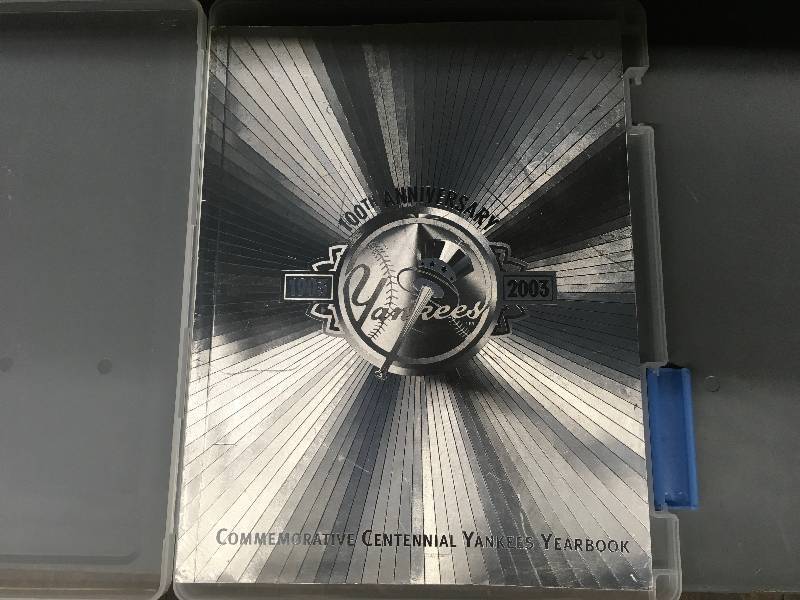 100TH ANNIVERSARY
1903 2003
Yankees
COMMEMORATIVE CENTENNIAL YANKEES YEARBOOK